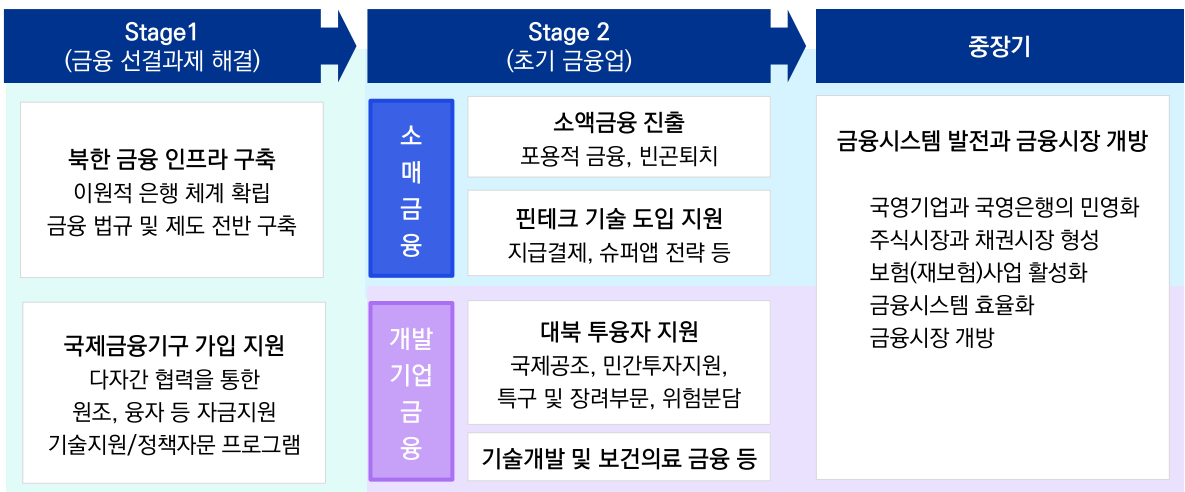 Stage1
(금융 선결과제 해결)
Stage 2
(초기 금융업)
중장기
북한 금융 인프라 구축
이원적 은행 체계 확립
금융 법규 및 제도 전반 구축
국제금융기구 가입 지원
다자간 협력을 통한
원조, 융자 등 자금지원
기술지원/정책자문 프로그램
소
매
금
융
소액금융 진출
포용적 금융, 빈곤퇴치
핀테크 기술 도입 지원
지급결제, 슈퍼앱 전략 등
개발
기업
금
융
대북 투융자 지원
국제공조, 민간투자지원,
특구 및 장려부문, 위험분담
기술개발 및 보건의료 금융 등
금융시스템 발전과 금융시장 개방
국영기업과 국영은행의 민영화
주식시장과 채권시장 형성
보험(재보험)사업 활성화
금융시스템 효율화
금융시장 개방